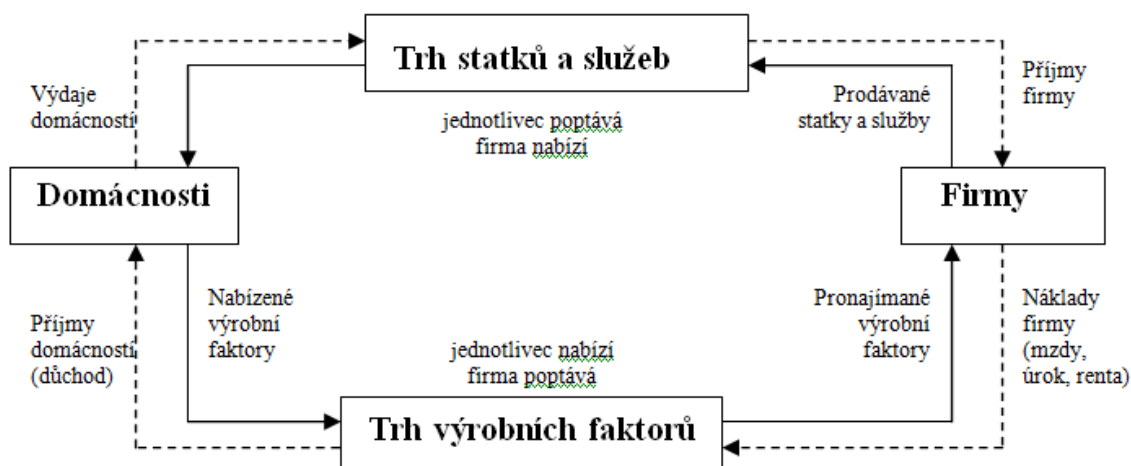 Trh statků a služeb
Výdaje
domácností
jednotlivec poptává
firma nabízí
Prodávané
statky a služby
Příjmy
firmy
Domácnosti
Firmy
Příjmy
domácností
(důchod)
Nabízené
výrobní
faktory
jednotlivec nabízí
firma poptává
Pronajímané
výrobní
faktory
Náklady
firmy
(mzdy,
úrok, renta)
Trh výrobních faktorů